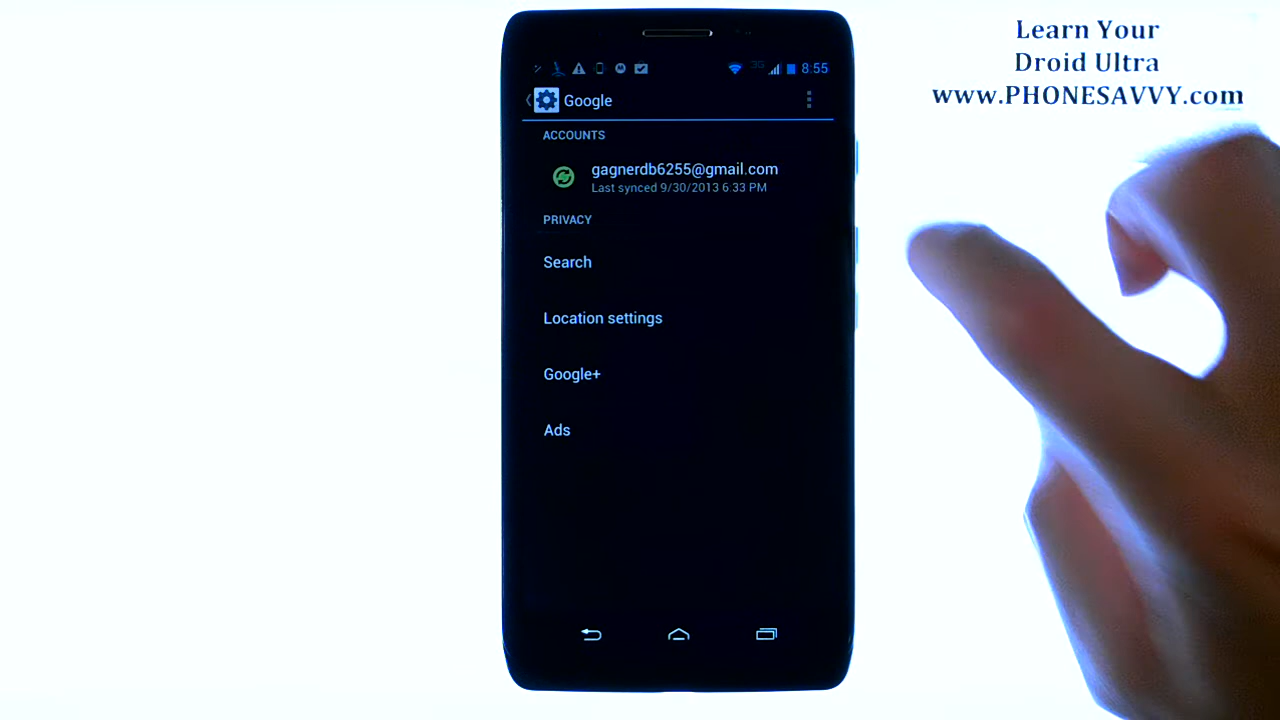 Learn Your
Droid Ultra
www.PHONESAVVY.com
3G 8:55
Google
ACCOUNTS
gagnerdb6255@gmail.com
Last synced 9/30/2013 6:33 PM
PRIVACY
Search
Location settings
Google+
Ads